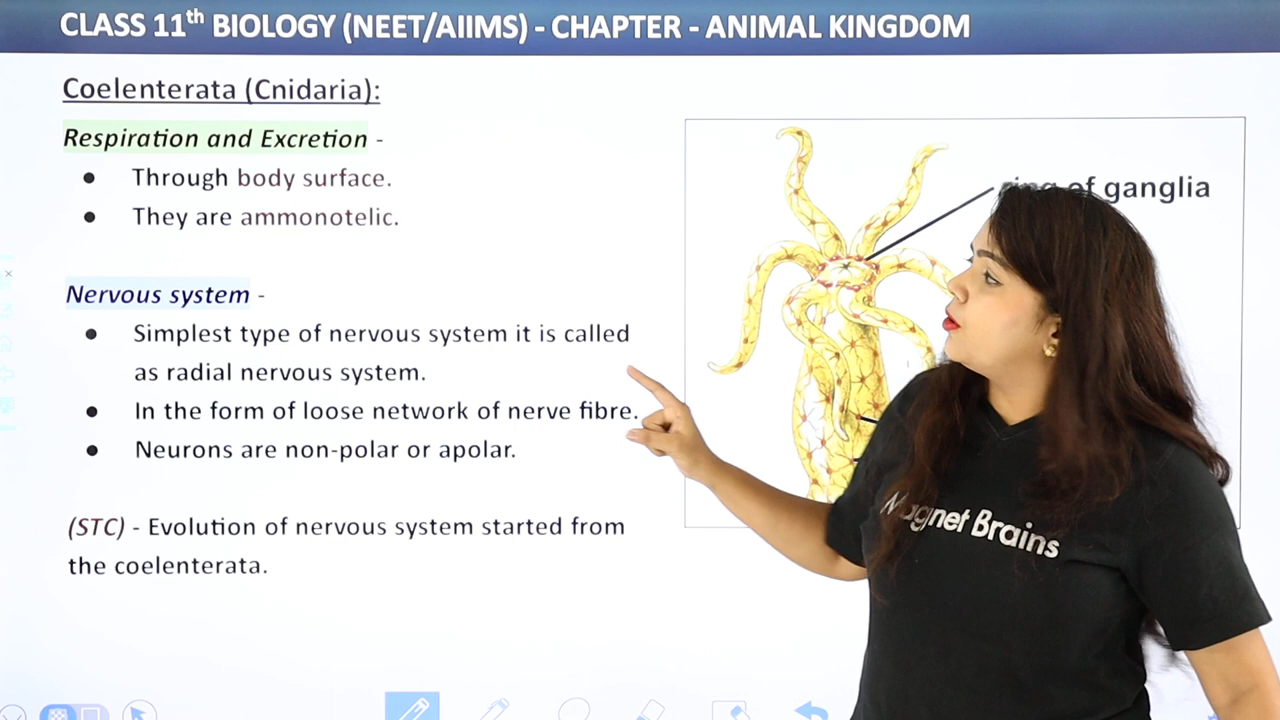 CLASS 11th BIOLOGY (NEET/AIIMS) - CHAPTER - ANIMAL KINGDOM
Coelenterata (Cnidaria):
Respiration and Excretion -
● Through body surface.
● They are ammonotelic.
Nervous system -
● Simplest type of nervous system it is called
as radial nervous system.
● In the form of loose network of nerve fibre.
● Neurons are non-polar or apolar.
(STC) - Evolution of nervous system started from
the coelenterata.
ring of ganglia
Magnet Brains